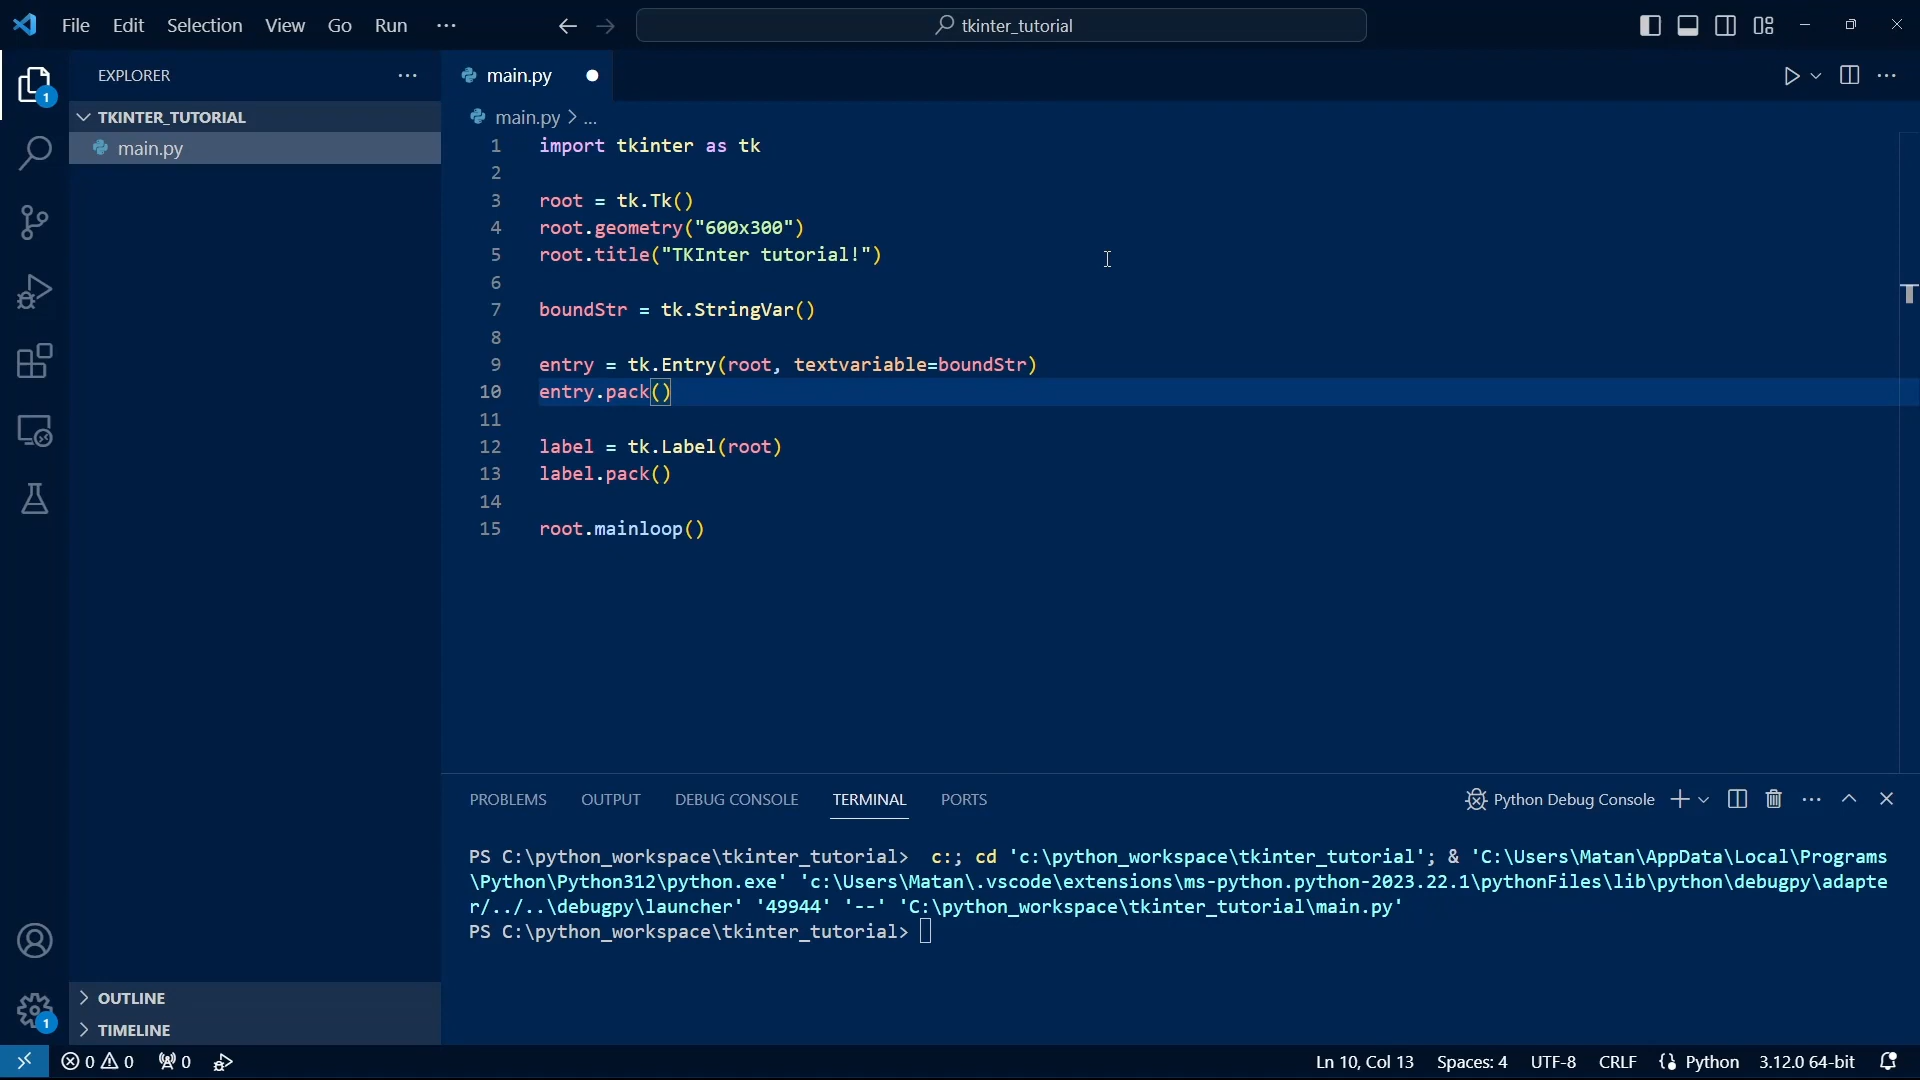 File Edit Selection View Go Run ··· tkinter_tutorial
EXPLORER ···
TKINTER_TUTORIAL
main.py
main.py
main.py > ...
1 import tkinter as tk
2
3 root = tk.Tk()
4 root.geometry("600x300")
5 root.title("TKInter tutorial!")
6
7 boundStr = tk.StringVar()
8
9 entry = tk.Entry(root, textvariable=boundStr)
10 entry.pack()
11
12 label = tk.Label(root)
13 label.pack()
14
15 root.mainloop()
PROBLEMS OUTPUT DEBUG CONSOLE TERMINAL PORTS Python Debug Console
PS C:\python_workspace\tkinter_tutorial>  c:; cd 'c:\python_workspace\tkinter_tutorial'; & 'C:\Users\Matan\AppData\Local\Programs
\Python\Python312\python.exe' 'c:\Users\Matan\.vscode\extensions\ms-python.python-2023.22.1\pythonFiles\lib\python\debugpy\adapte
r/../..\debugpy\launcher' '49944' '--' 'C:\python_workspace\tkinter_tutorial\main.py'
PS C:\python_workspace\tkinter_tutorial>
1
1
OUTLINE
TIMELINE
0 0 0 Ln 10, Col 13 Spaces: 4 UTF-8 CRLF Python 3.12.0 64-bit